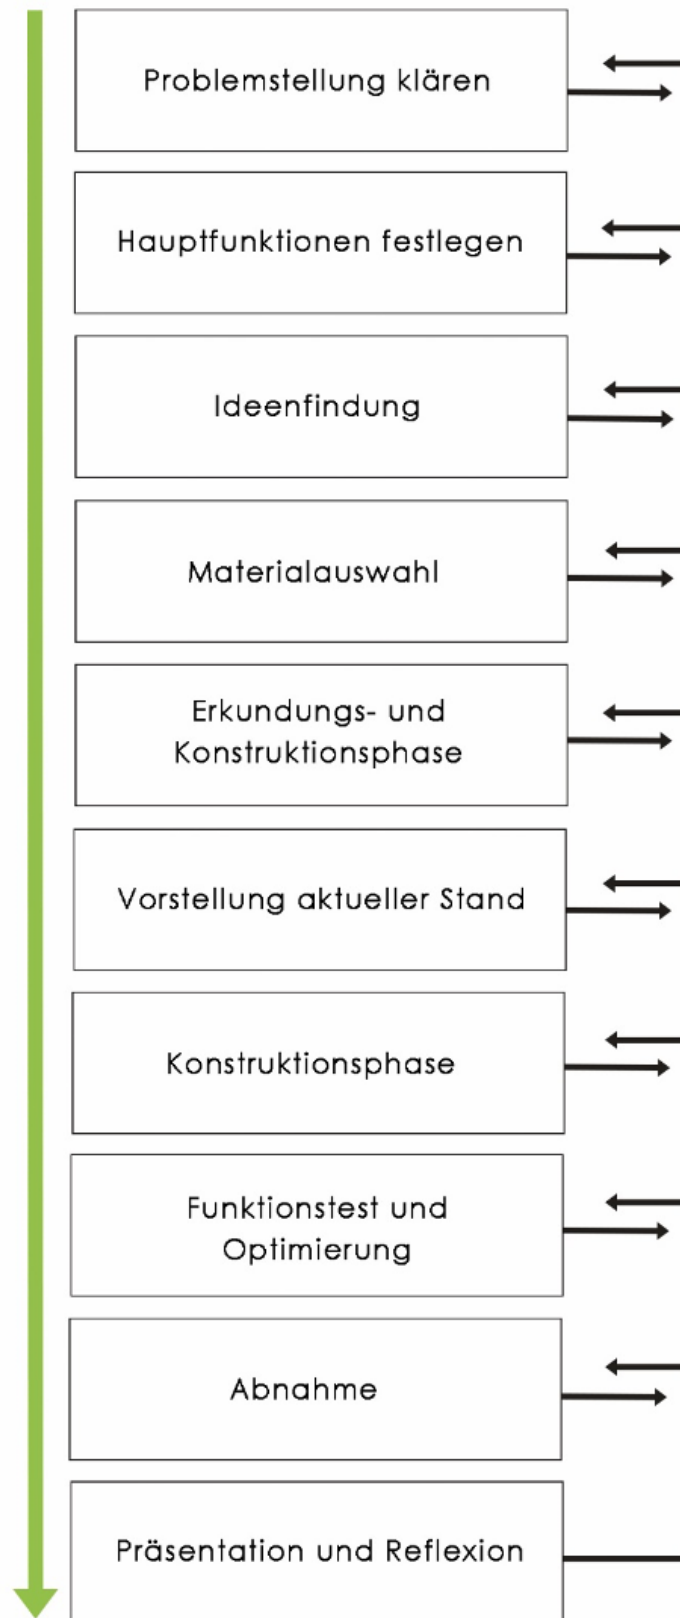 Problemstellung klären
Hauptfunktionen festlegen
Ideenfindung
Materialauswahl
Erkundungs- und
Konstruktionsphase
Vorstellung aktueller Stand
Konstruktionsphase
Funktionstest und
Optimierung
Abnahme
Präsentation und Reflexion